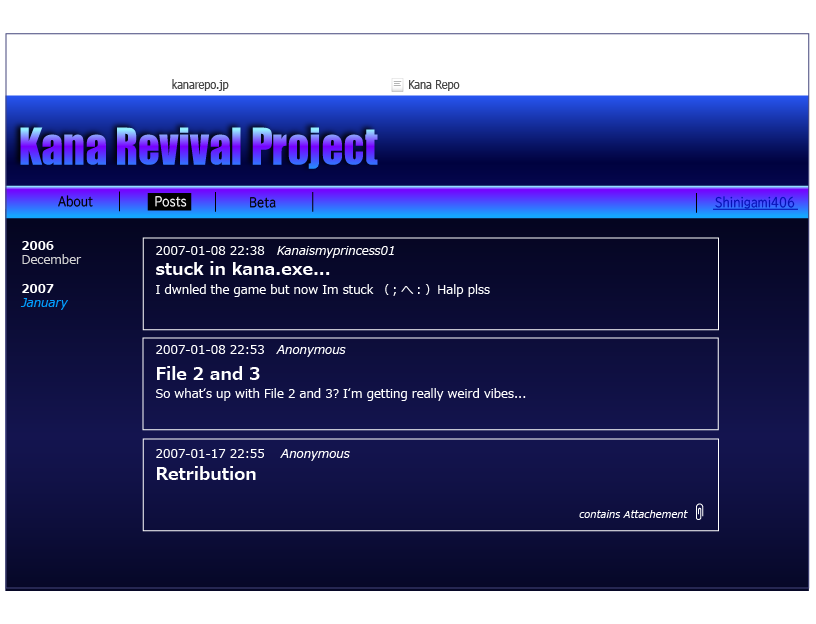 kanarepo.jp
Kana Repo
Kana Revival Project
About
Posts
Beta
Shinigami406
2006
December
2007
January
2007-01-08 22:38 Kanaismyprincess01
stuck in kana.exe...
I dwnled the game but now Im stuck （；へ：）Halp plss
2007-01-08 22:53 Anonymous
File 2 and 3
So what's up with File 2 and 3? I'm getting really weird vibes...
2007-01-17 22:55 Anonymous
Retribution
contains Attachement